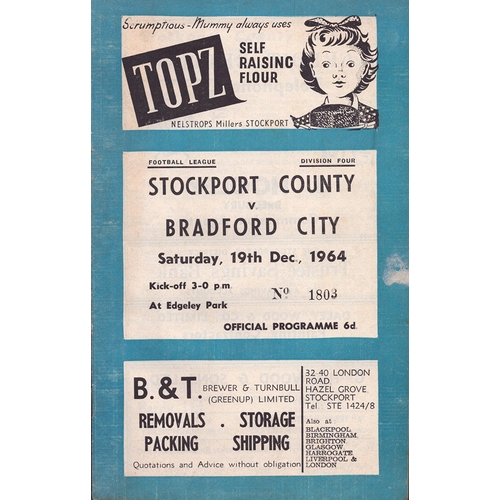 Scrumptious - Mummy always uses
TOPZ
SELF
RAISING
FLOUR
NELSTROPS Millers STOCKPORT
FOOTBALL LEAGUE DIVISION FOUR
STOCKPORT COUNTY
v.
BRADFORD CITY
Saturday, 19th Dec., 1964
Kick-off 3-0 p.m.
No 1803
At Edgeley Park
OFFICIAL PROGRAMME 6d.
B. & T. BREWER & TURNBULL
(GREENUP) LIMITED
REMOVALS . STORAGE
PACKING SHIPPING
Quotations and Advice without obligation
32-40 LONDON
ROAD
HAZEL GROVE
STOCKPORT
Tel. STE 1424/8
Also at
BLACKPOOL
BIRMINGHAM
BRIGHTON
GLASGOW
HARROGATE
LIVERPOOL &
LONDON